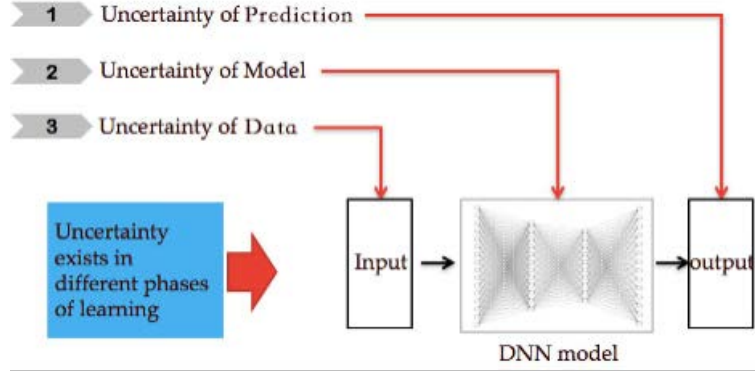 1 Uncertainty of Prediction
2 Uncertainty of Model
3 Uncertainty of Data
Uncertainty
exists in
different phases
of learning
Input
output
DNN model